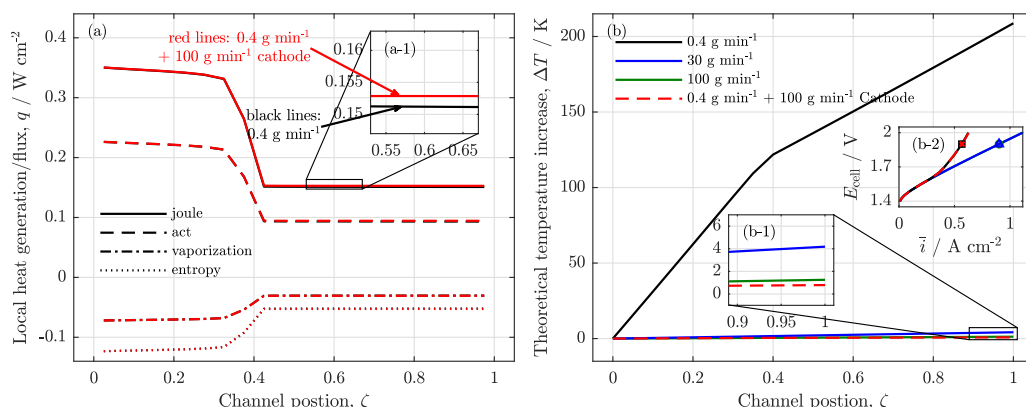 (a)
red lines: 0.4 g min-1
+ 100 g min-1 cathode
(a-1)
0.16
0.155
0.15
0.55 0.6 0.65
black lines:
0.4 g min-1
joule
act
vaporization
entropy
0.4
0.3
0.2
0.1
0
-0.1
0 0.2 0.4 0.6 0.8 1
Local heat generation/flux, q / W cm-2
Channel postion, ζ
(b)
0.4 g min-1
30 g min-1
100 g min-1
0.4 g min-1 + 100 g min-1 Cathode
200
150
100
50
0
0 0.2 0.4 0.6 0.8 1
Theoretical temperature increase, ΔT / K
Channel postion, ζ
(b-1)
6
4
2
0
0.9 0.95 1
(b-2)
2
1.7
1.4
0 0.5 1
Ecell / V
i / A cm-2